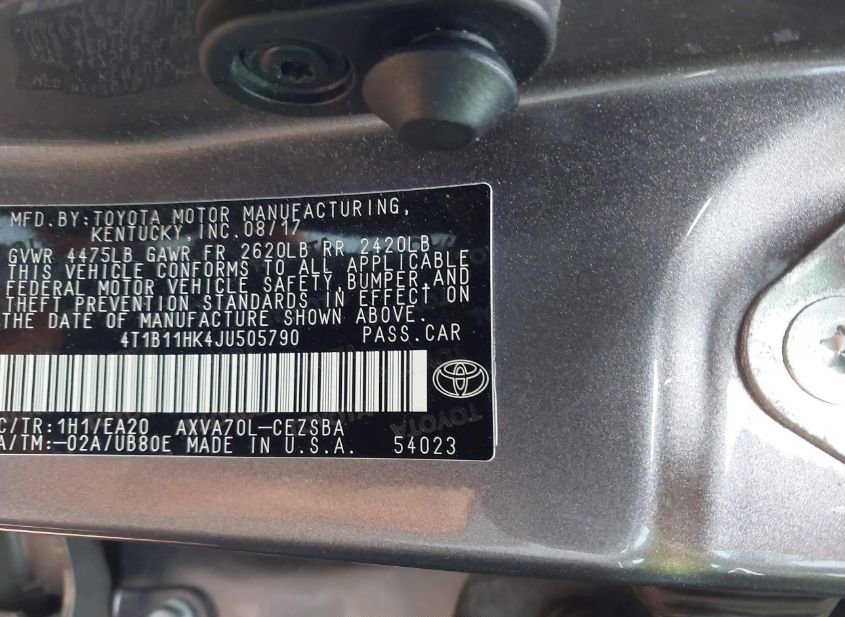 MFD. BY: TOYOTA MOTOR MANUFACTURING,
KENTUCKY, INC. 08/17
GVWR 4475LB GAWR FR 2620LB RR 2420LB
THIS VEHICLE CONFORMS TO ALL APPLICABLE
FEDERAL MOTOR VEHICLE SAFETY, BUMPER, AND
THEFT PREVENTION STANDARDS IN EFFECT ON
THE DATE OF MANUFACTURE SHOWN ABOVE.
4T1B11HK4JU505790 PASS. CAR
C/TR: 1H1/EA20 AXVA70L-CEZSBA
A/TM: -02A/UB80E MADE IN U.S.A. 54023
TOYOTA